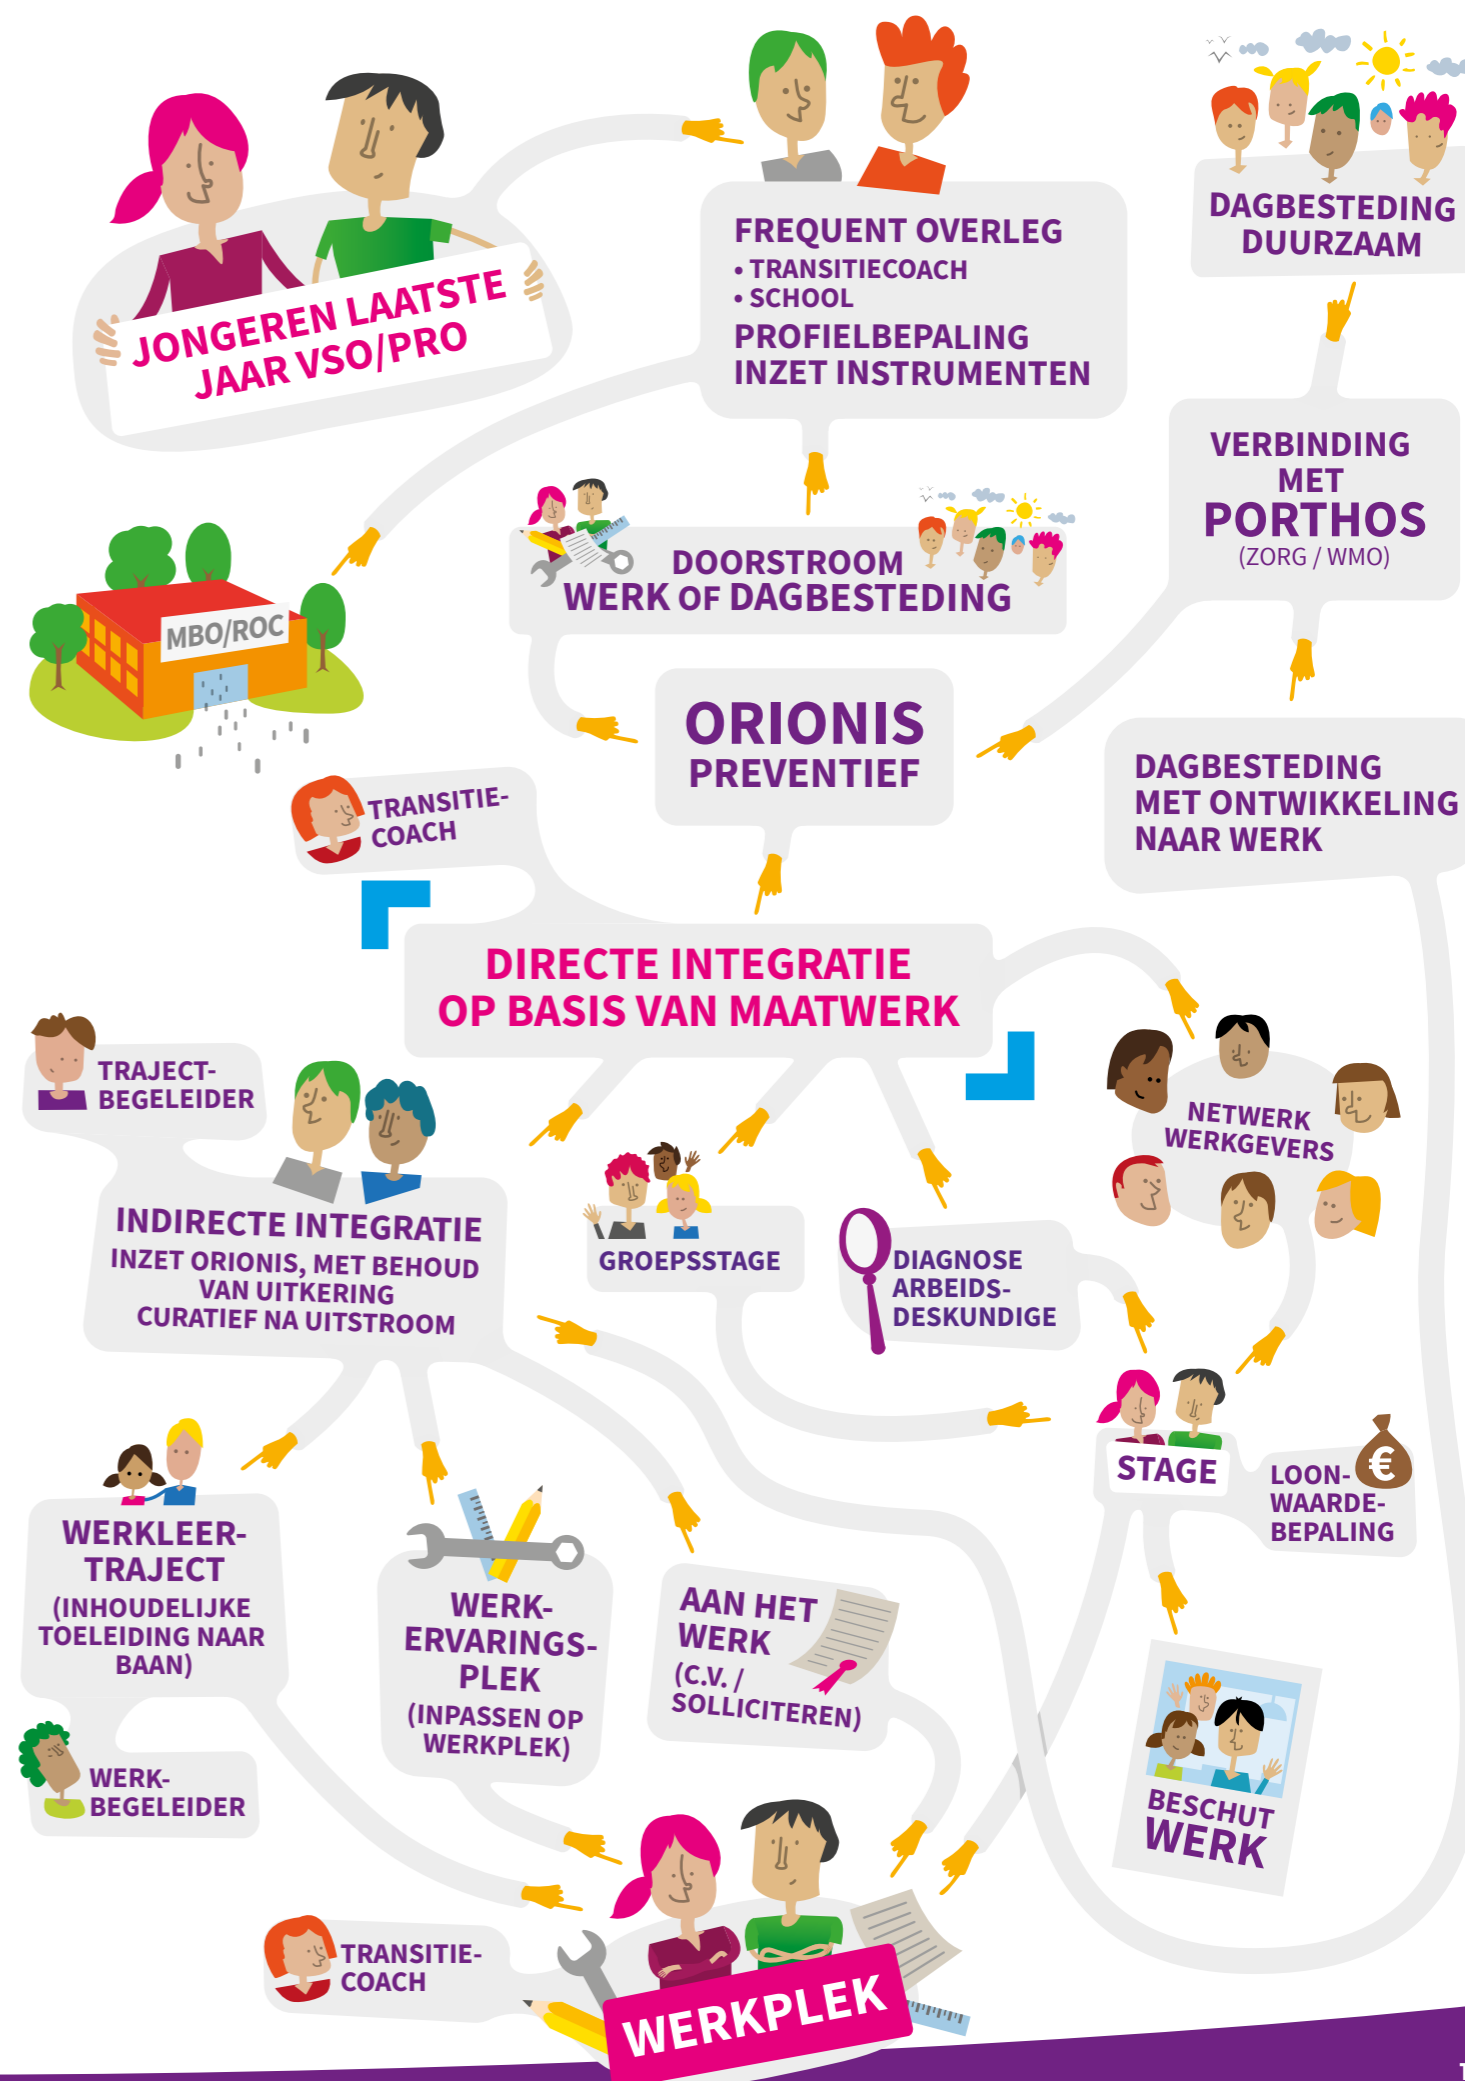 JONGEREN LAATSTE
JAAR VSO/PRO
FREQUENT OVERLEG
• TRANSITIECOACH
• SCHOOL
PROFIELBEPALING
INZET INSTRUMENTEN
DAGBESTEDING
DUURZAAM
VERBINDING
MET
PORTHOS
(ZORG / WMO)
DOORSTROOM
WERK OF DAGBESTEDING
MBO/ROC
ORIONIS
PREVENTIEF
DAGBESTEDING
MET ONTWIKKELING
NAAR WERK
TRANSITIE-
COACH
DIRECTE INTEGRATIE
OP BASIS VAN MAATWERK
TRAJECT-
BEGELEIDER
NETWERK
WERKGEVERS
INDIRECTE INTEGRATIE
INZET ORIONIS, MET BEHOUD
VAN UITKERING
CURATIEF NA UITSTROOM
GROEPSSTAGE
DIAGNOSE
ARBEIDS-
DESKUNDIGE
STAGE
LOON-
WAARDE-
BEPALING
€
WERKLEER-
TRAJECT
(INHOUDELIJKE
TOELEIDING NAAR
BAAN)
WERK-
ERVARINGS-
PLEK
(INPASSEN OP
WERKPLEK)
AAN HET
WERK
(C.V. /
SOLLICITEREN)
WERK-
BEGELEIDER
BESCHUT
WERK
TRANSITIE-
COACH
WERKPLEK